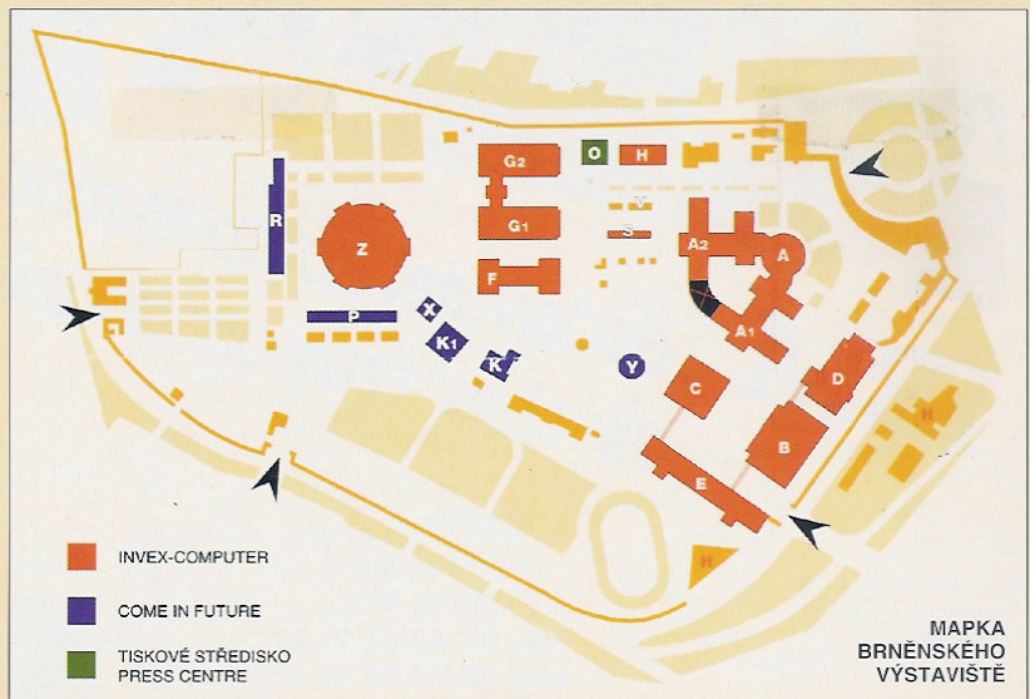 G2
O
H
V
R
G1
S
Z
A2
A
F
X
P
A1
K1
K
Y
C
D
H
B
E
H
INVEX-COMPUTER
COME IN FUTURE
TISKOVÉ STŘEDISKO
PRESS CENTRE
MAPKA
BRNĚNSKÉHO
VÝSTAVIŠTĚ